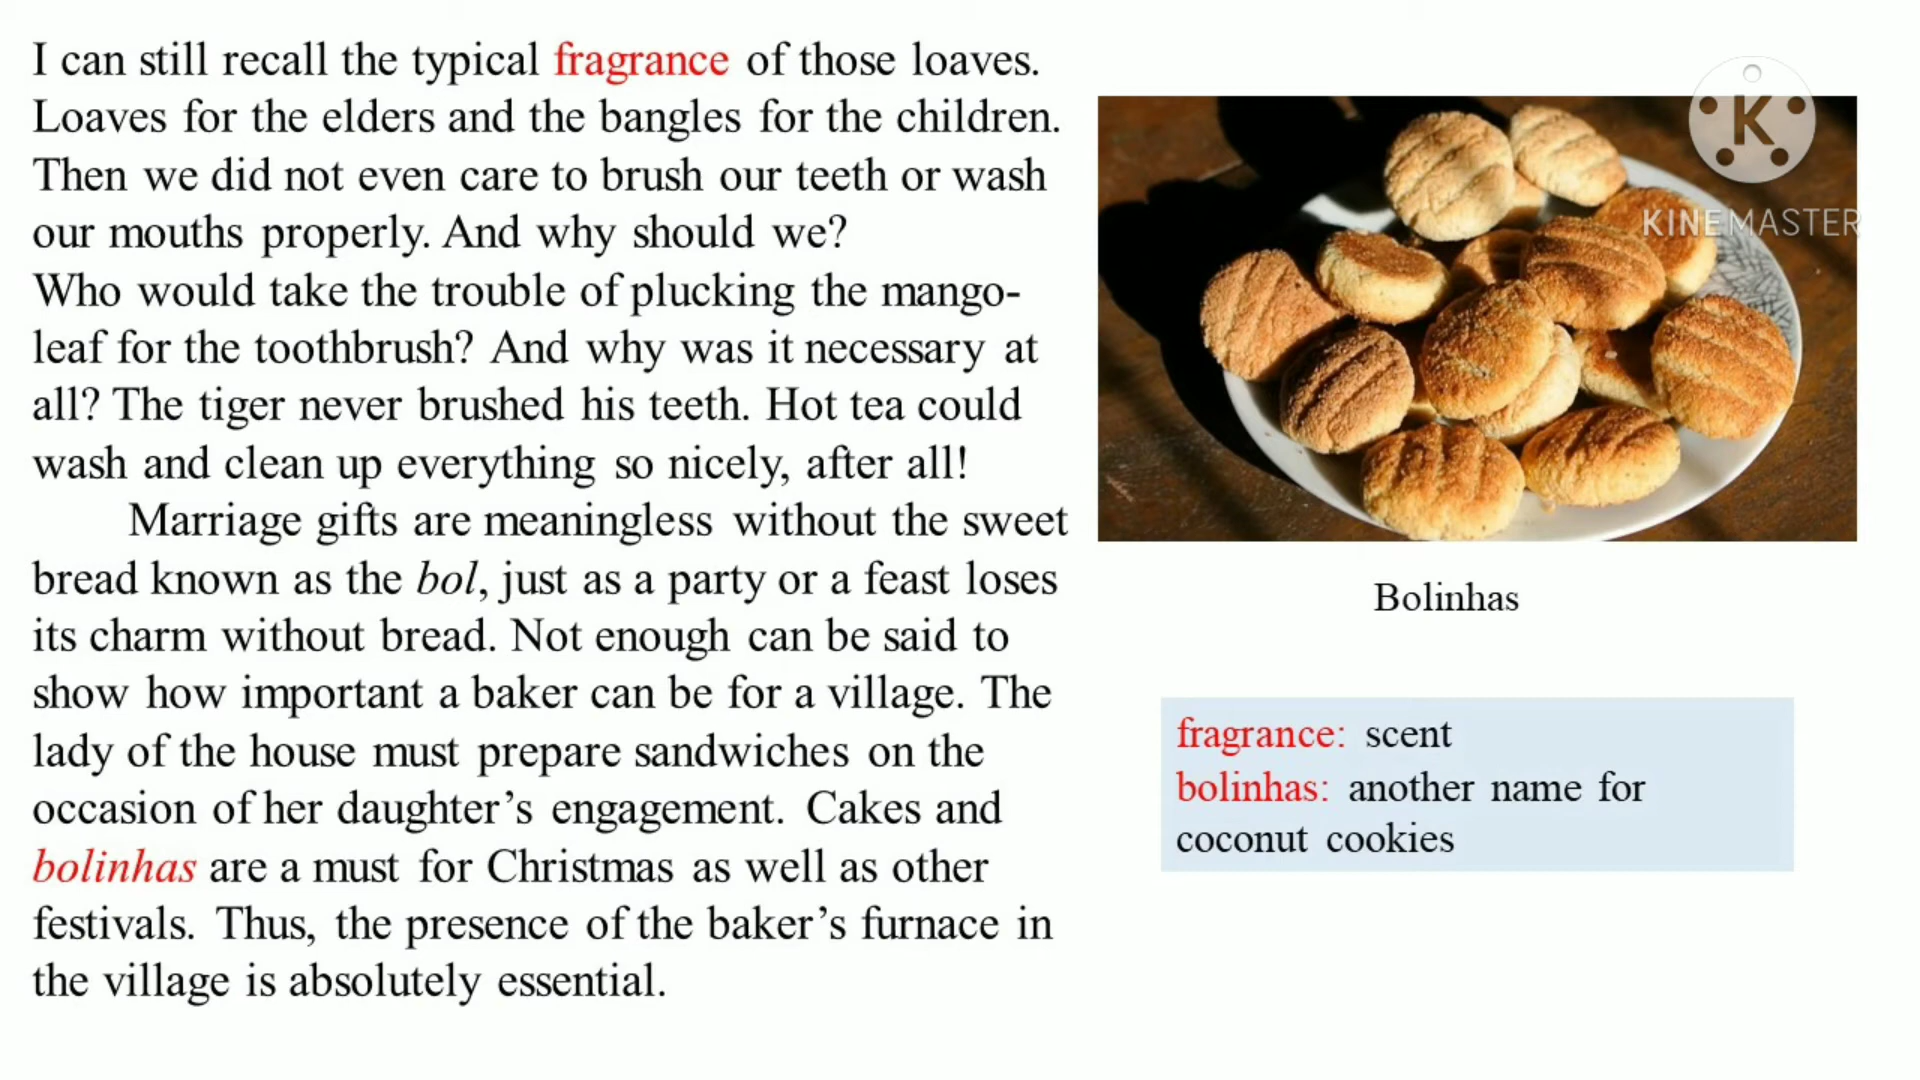 I can still recall the typical fragrance of those loaves.
Loaves for the elders and the bangles for the children.
Then we did not even care to brush our teeth or wash
our mouths properly. And why should we?
Who would take the trouble of plucking the mango-
leaf for the toothbrush? And why was it necessary at
all? The tiger never brushed his teeth. Hot tea could
wash and clean up everything so nicely, after all!
Marriage gifts are meaningless without the sweet
bread known as the bol, just as a party or a feast loses
its charm without bread. Not enough can be said to
show how important a baker can be for a village. The
lady of the house must prepare sandwiches on the
occasion of her daughter’s engagement. Cakes and
bolinhas are a must for Christmas as well as other
festivals. Thus, the presence of the baker’s furnace in
the village is absolutely essential.
K
KINEMASTER
Bolinhas
fragrance: scent
bolinhas: another name for
coconut cookies